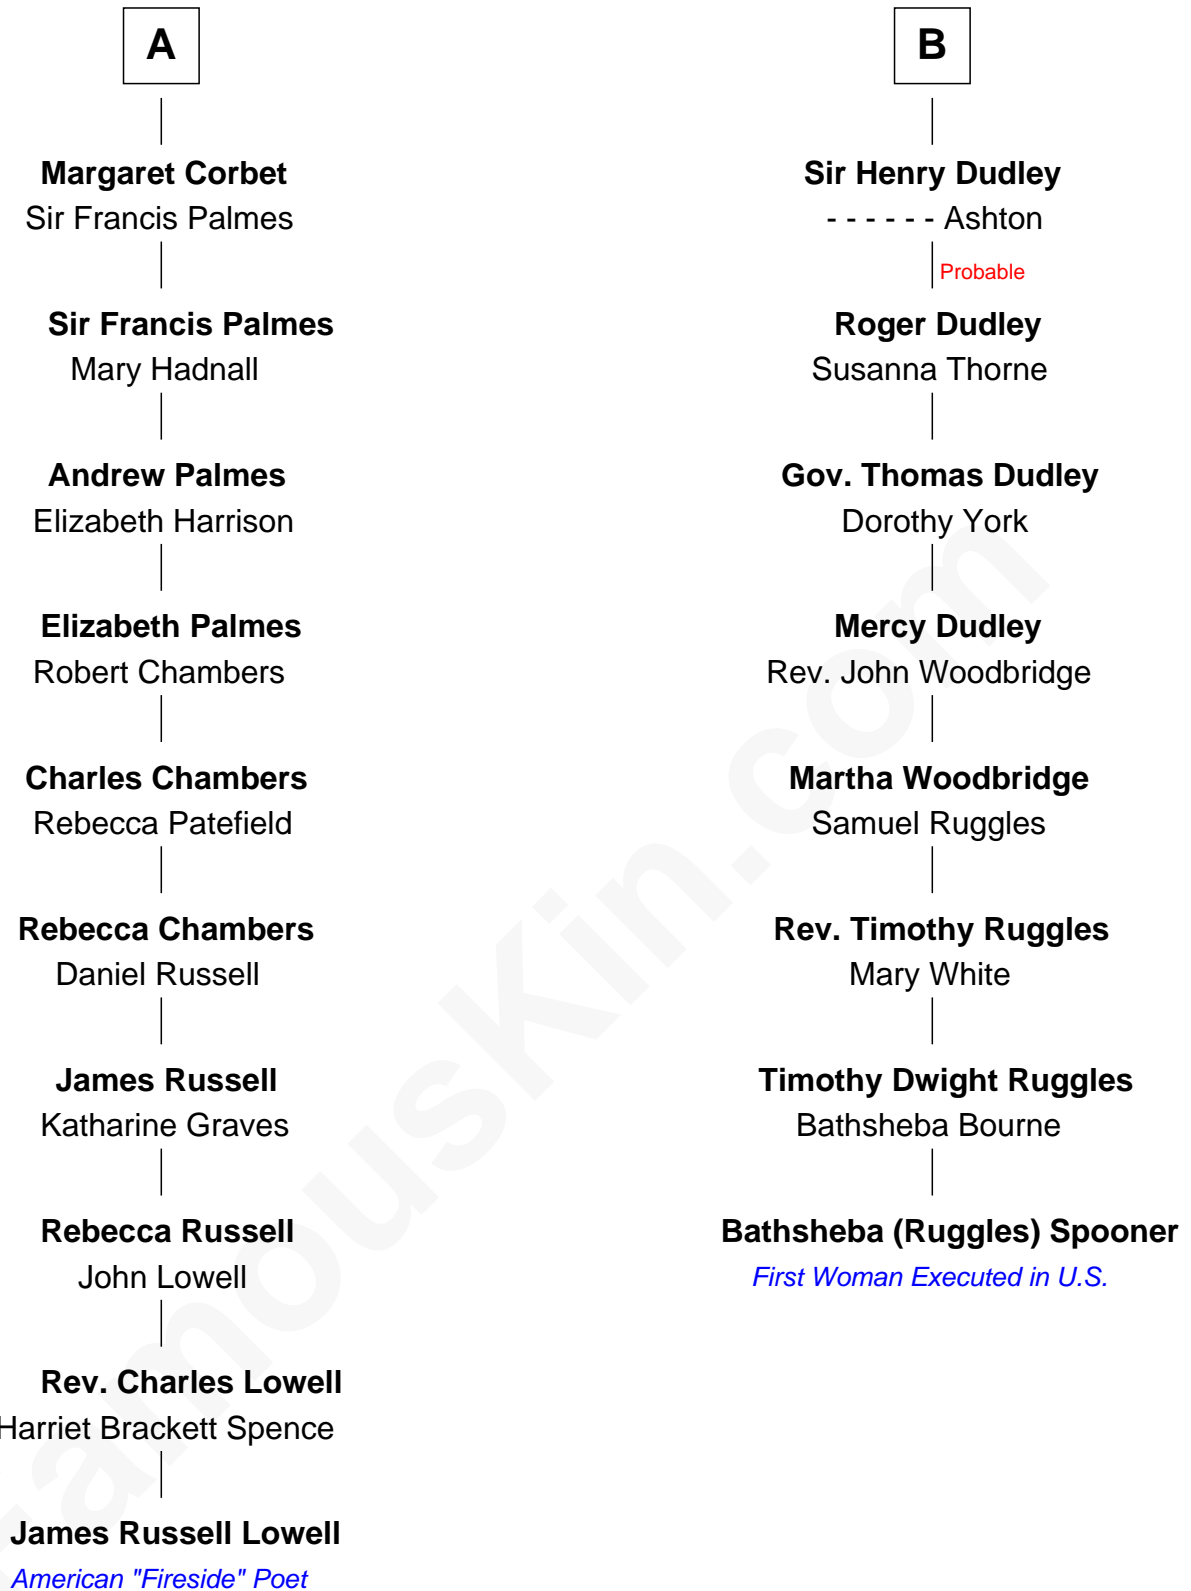 A
Margaret Corbet
Sir Francis Palmes
Sir Francis Palmes
Mary Hadnall
Andrew Palmes
Elizabeth Harrison
Elizabeth Palmes
Robert Chambers
Charles Chambers
Rebecca Patefield
Rebecca Chambers
Daniel Russell
James Russell
Katharine Graves
Rebecca Russell
John Lowell
Rev. Charles Lowell
Harriet Brackett Spence
James Russell Lowell
American "Fireside" Poet
B
Sir Henry Dudley
- - - - - - Ashton
Probable
Roger Dudley
Susanna Thorne
Gov. Thomas Dudley
Dorothy York
Mercy Dudley
Rev. John Woodbridge
Martha Woodbridge
Samuel Ruggles
Rev. Timothy Ruggles
Mary White
Timothy Dwight Ruggles
Bathsheba Bourne
Bathsheba (Ruggles) Spooner
First Woman Executed in U.S.
FamousKin.com